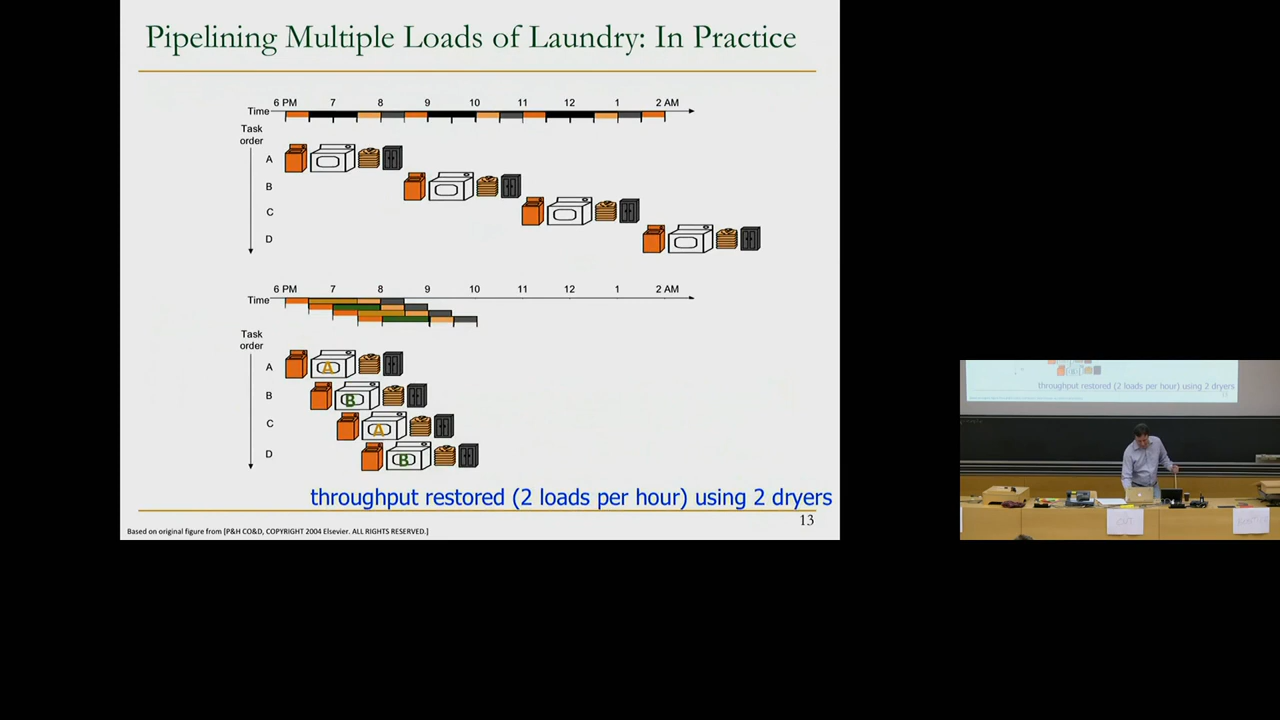 Pipelining Multiple Loads of Laundry: In Practice
6 PM 7 8 9 10 11 12 1 2 AM
Time
Task
order
A
B
C
D
6 PM 7 8 9 10 11 12 1 2 AM
Time
Task
order
A A
B B
C A
D B
throughput restored (2 loads per hour) using 2 dryers
13
Based on original figure from [P&H CO&D, COPYRIGHT 2004 Elsevier. ALL RIGHTS RESERVED.]
throughput restored (2 loads per hour) using 2 dryers